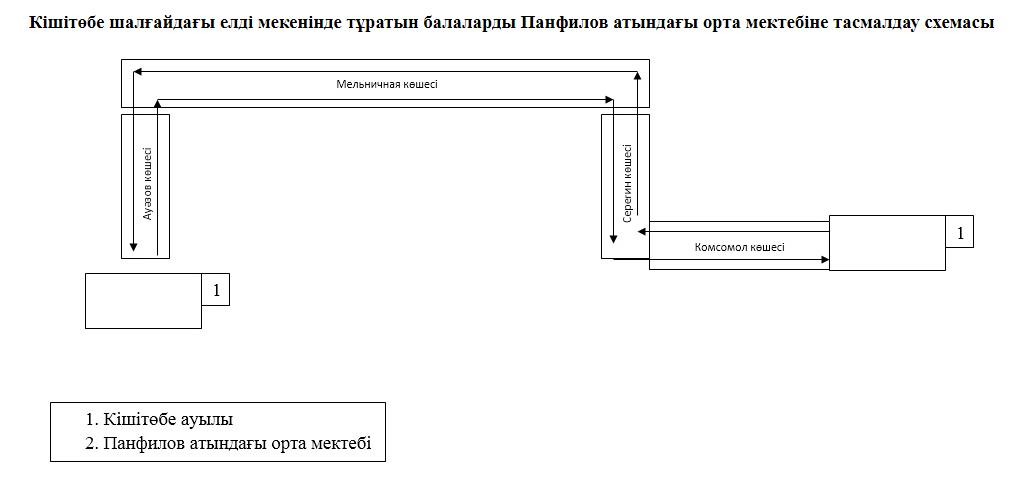 Кішітөбе шалғайдағы елді мекенінде тұратын балаларды Панфилов атындағы орта мектебіне тасмалдау схемасы
Мельничная көшесі
Ауәзов көшесі
Серегин көшесі
Комсомол көшесі
1
1
1. Кішітөбе ауылы
2. Панфилов атындағы орта мектебі